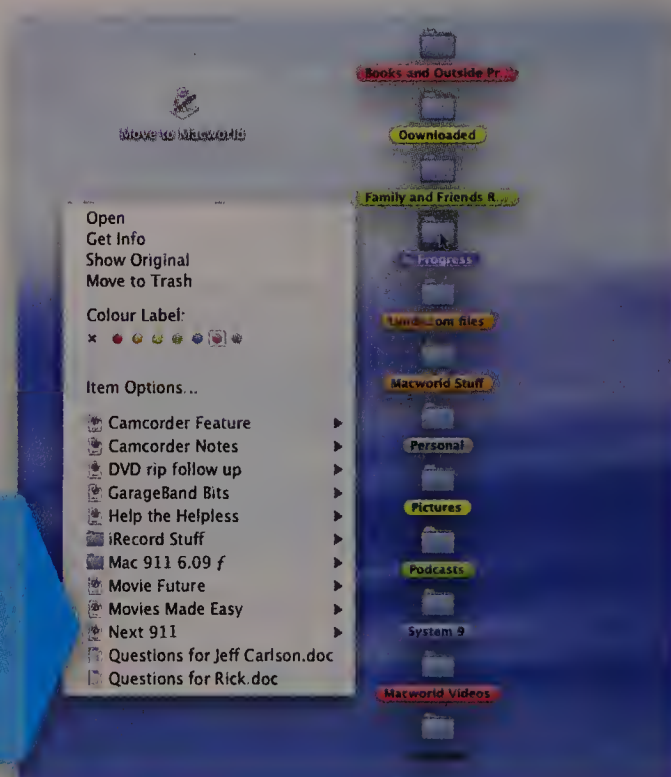 Move to Macworld
Open
Get Info
Show Original
Move to Trash
Colour Label:
Item Options...
Camcorder Feature
Camcorder Notes
DVD rip follow up
GarageBand Bits
Help the Helpless
iRecord Stuff
Mac 911 6.09 ƒ
Movie Future
Movies Made Easy
Next 911
Questions for Jeff Carlson.doc
Questions for Rick.doc
Books and Outside Pr...
Downloaded
Family and Friends R...
Progress
files
Macworld Stuff
Personal
Pictures
Podcasts
System 9
Macworld Videos